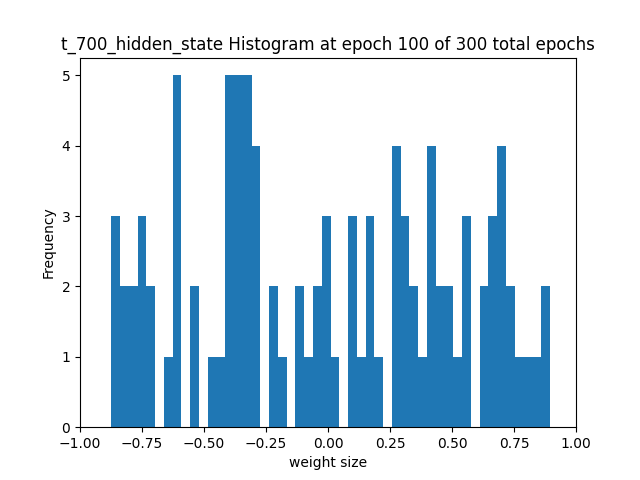 t_700_hidden_state Histogram at epoch 100 of 300 total epochs
5
4
3
2
1
0
Frequency
−1.00 −0.75 −0.50 −0.25 0.00 0.25 0.50 0.75 1.00
weight size